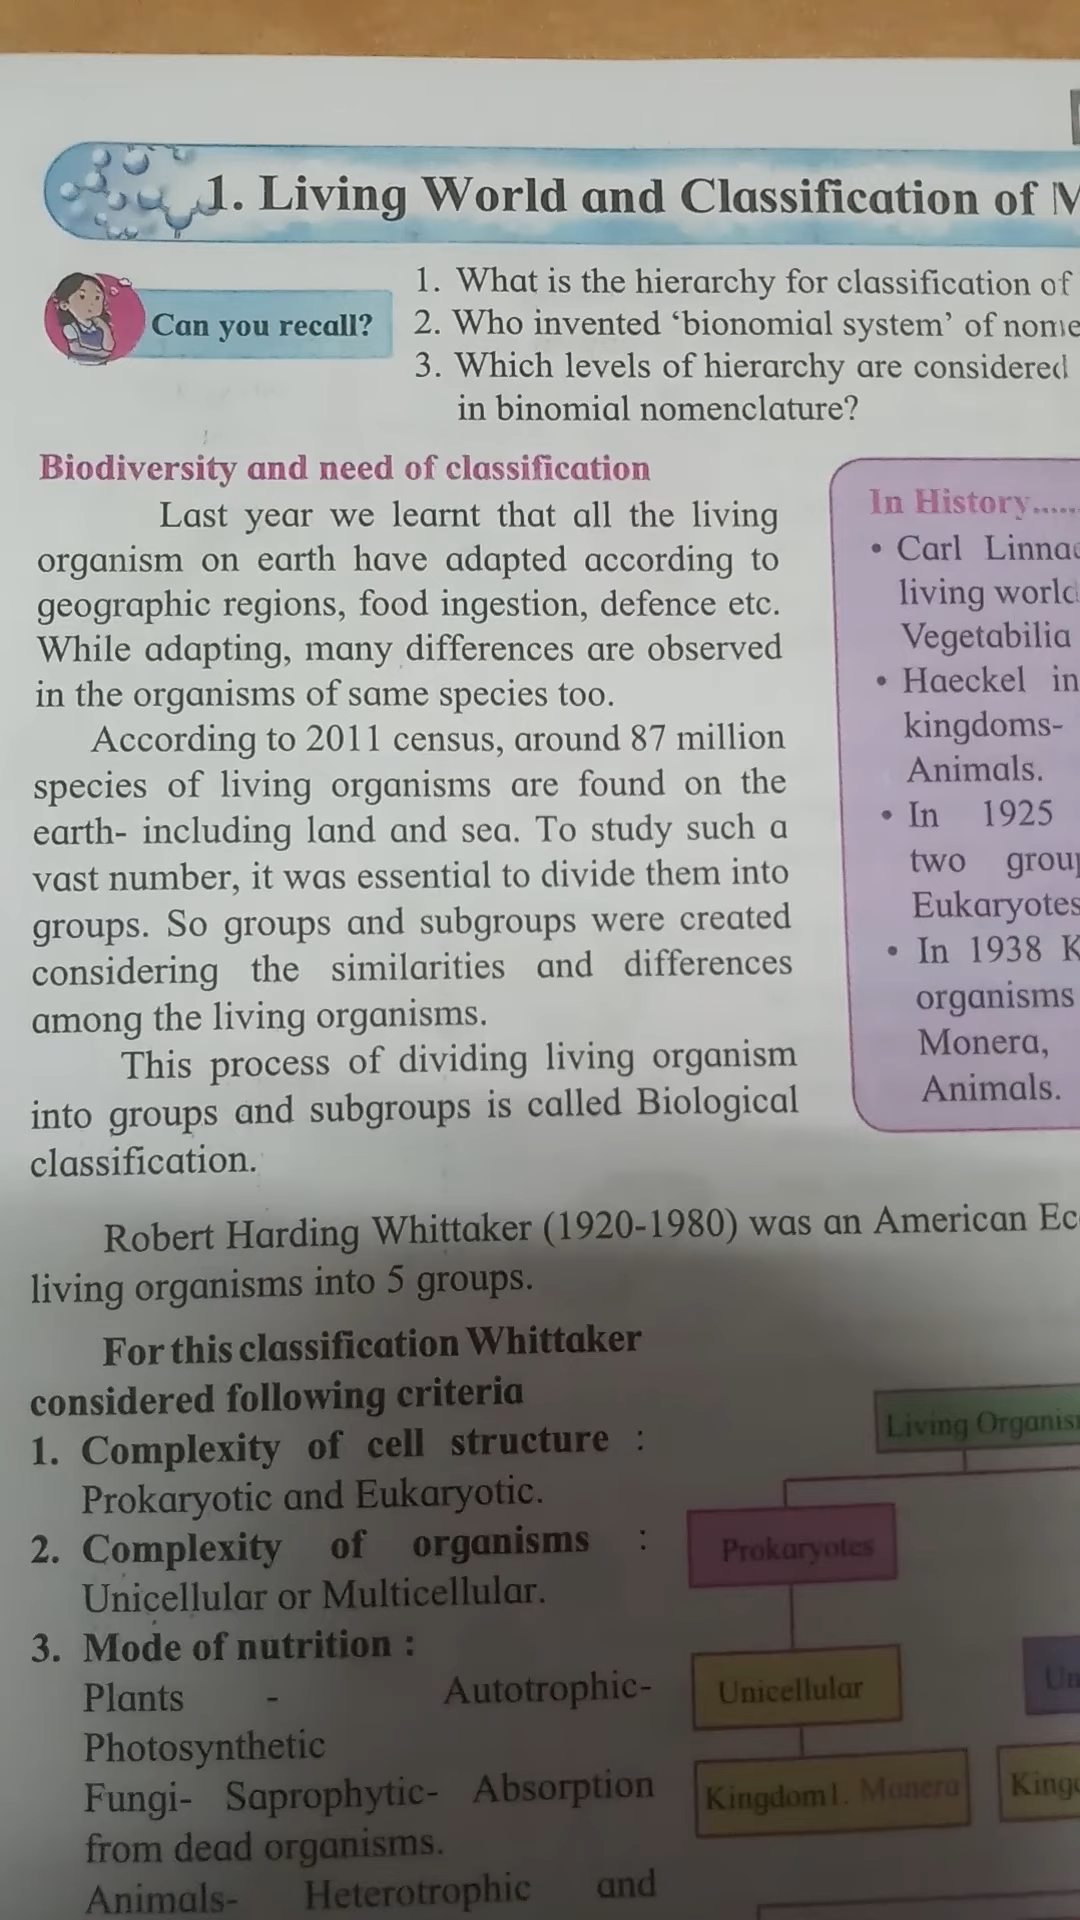 1. Living World and Classification of
Can you recall?
1. What is the hierarchy for classification of
2. Who invented ‘bionomial system’ of
3. Which levels of hierarchy are considered
in binomial nomenclature?
Biodiversity and need of classification
Last year we learnt that all the living
organism on earth have adapted according to
geographic regions, food ingestion, defence etc.
While adapting, many differences are observed
in the organisms of same species too.
According to 2011 census, around 87 million
species of living organisms are found on the
earth- including land and sea. To study such a
vast number, it was essential to divide them into
groups. So groups and subgroups were created
considering the similarities and differences
among the living organisms.
This process of dividing living organism
into groups and subgroups is called Biological
classification.
In History......
• Carl
living
Vegetabilia
• Haeckel in
kingdoms-
Animals.
• In 1925
two
Eukaryotes
• In 1938
organisms
Monera,
Animals.
Robert Harding Whittaker (1920-1980) was an American
living organisms into 5 groups.
For this classification Whittaker
considered following criteria
1. Complexity of cell structure :
Prokaryotic and Eukaryotic.
2. Complexity of organisms :
Unicellular or Multicellular.
3. Mode of nutrition :
Plants - Autotrophic-
Photosynthetic
Fungi- Saprophytic- Absorption
from dead organisms.
Animals- Heterotrophic and
Living
Prokaryotes
Unicellular
Kingdom1. Monera